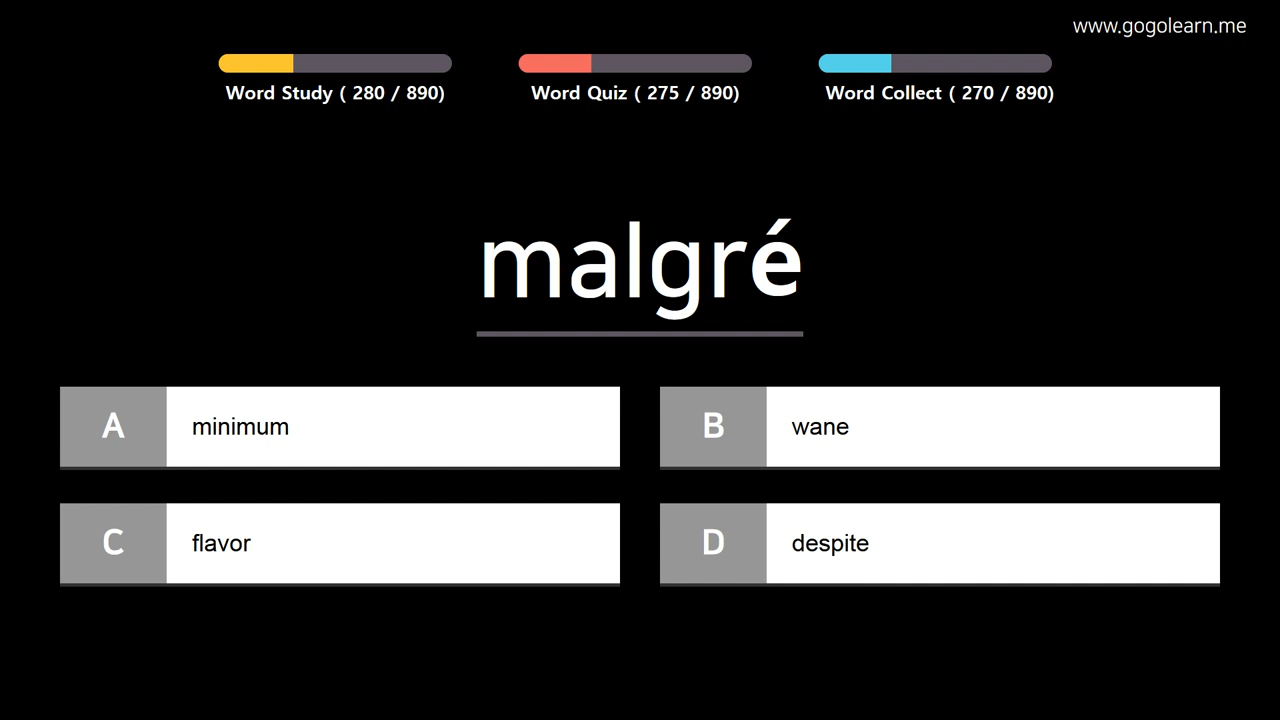 www.gogolearn.me
Word Study ( 280 / 890)
Word Quiz ( 275 / 890)
Word Collect ( 270 / 890)
malgré
A minimum
B wane
C flavor
D despite